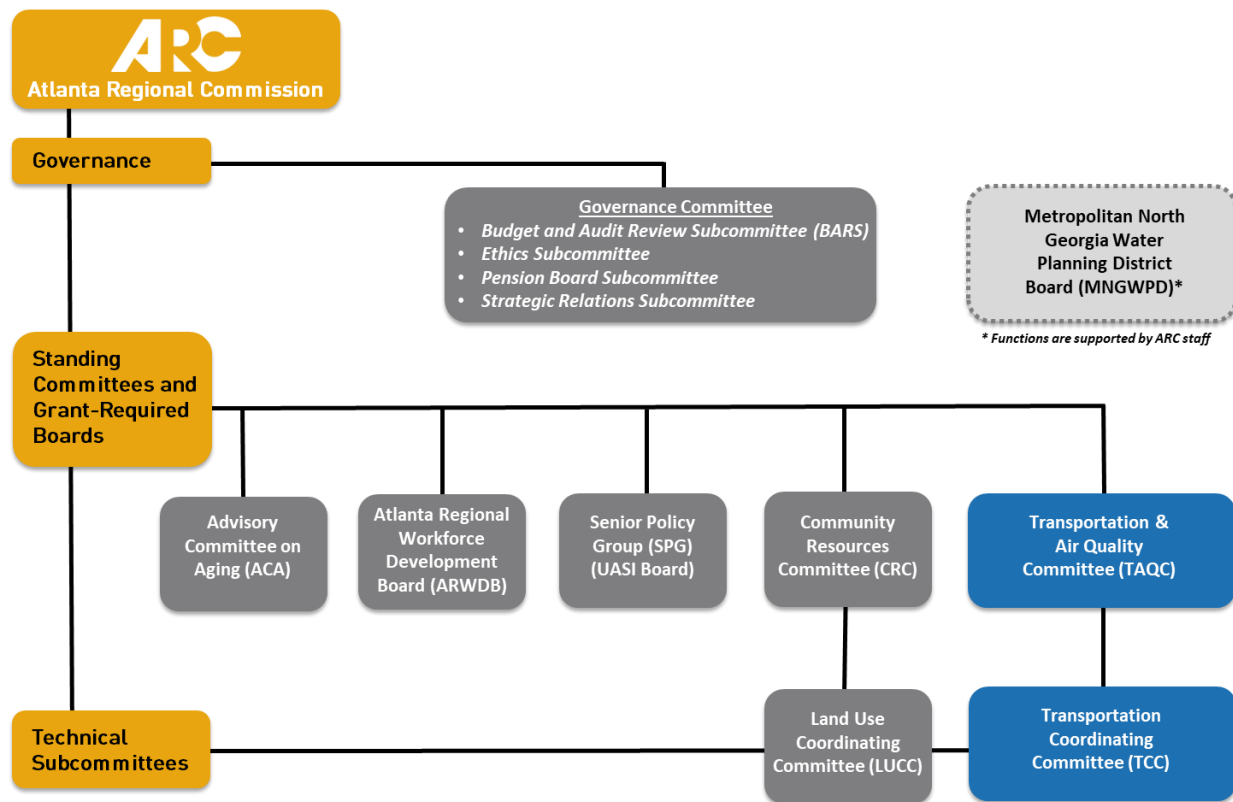 ARC
Atlanta Regional Commission
Governance
Governance Committee
• Budget and Audit Review Subcommittee (BARS)
• Ethics Subcommittee
• Pension Board Subcommittee
• Strategic Relations Subcommittee
Metropolitan North
Georgia Water
Planning District
Board (MNGWPD)*
* Functions are supported by ARC staff
Standing
Committees and
Grant-Required
Boards
Advisory
Committee on
Aging (ACA)
Atlanta Regional
Workforce
Development
Board (ARWDB)
Senior Policy
Group (SPG)
(UASI Board)
Community
Resources
Committee (CRC)
Transportation &
Air Quality
Committee (TAQC)
Technical
Subcommittees
Land Use
Coordinating
Committee (LUCC)
Transportation
Coordinating
Committee (TCC)